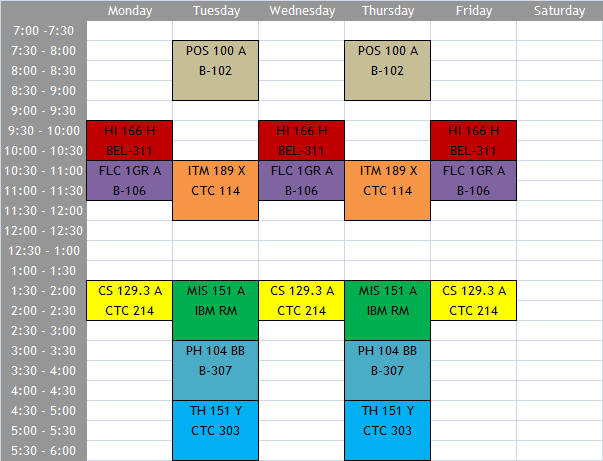 Monday Tuesday Wednesday Thursday Friday Saturday
7:00 -7:30
7:30 - 8:00 POS 100 A POS 100 A
8:00 - 8:30 B-102 B-102
8:30 - 9:00
9:00 - 9:30
9:30 - 10:00 HI 166 H HI 166 H HI 166 H
10:00 - 10:30 BEL-311 BEL-311 BEL-311
10:30 - 11:00 FLC 1GR A ITM 189 X FLC 1GR A ITM 189 X FLC 1GR A
11:00 - 11:30 B-106 CTC 114 B-106 CTC 114 B-106
11:30 - 12:00
12:00 - 12:30
12:30 - 1:00
1:00 - 1:30
1:30 - 2:00 CS 129.3 A MIS 151 A CS 129.3 A MIS 151 A CS 129.3 A
2:00 - 2:30 CTC 214 IBM RM CTC 214 IBM RM CTC 214
2:30 - 3:00
3:00 - 3:30 PH 104 BB PH 104 BB
3:30 - 4:00 B-307 B-307
4:00 - 4:30
4:30 - 5:00 TH 151 Y TH 151 Y
5:00 - 5:30 CTC 303 CTC 303
5:30 - 6:00